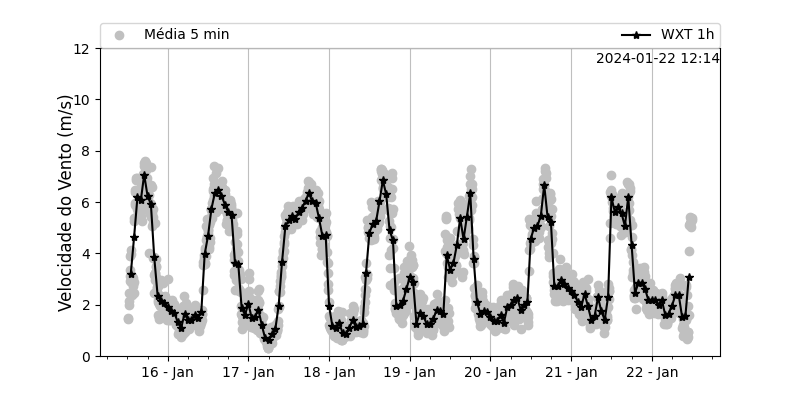 Média 5 min
WXT 1h
2024-01-22 12:14
Velocidade do Vento (m/s)
12
10
8
6
4
2
0
16 - Jan
17 - Jan
18 - Jan
19 - Jan
20 - Jan
21 - Jan
22 - Jan